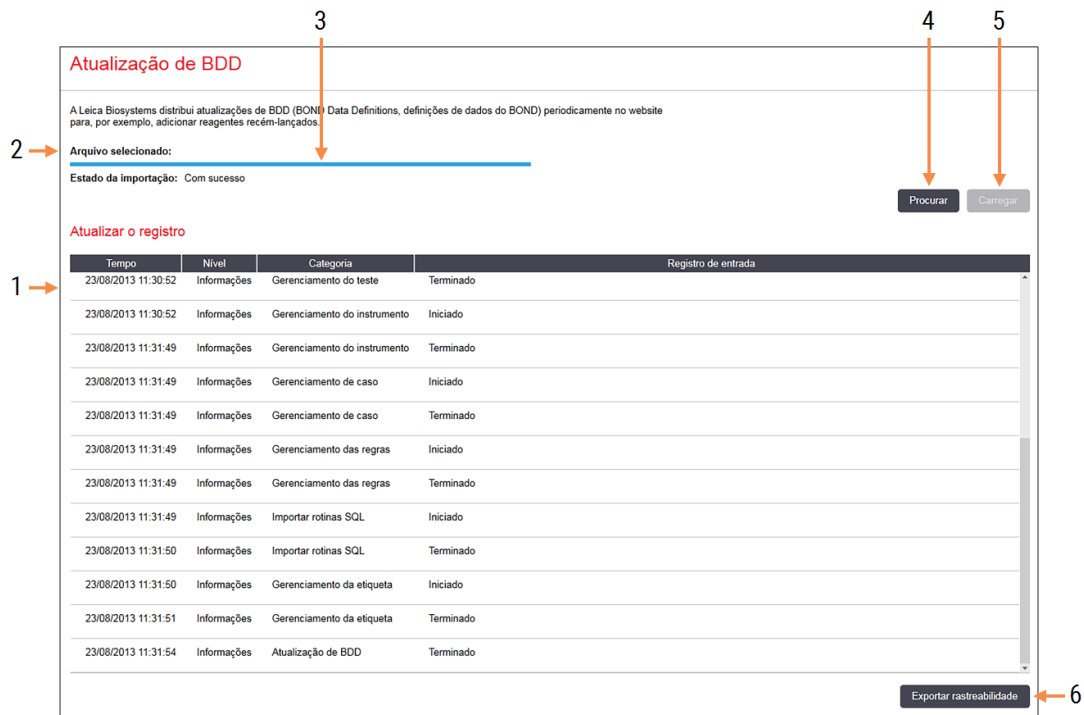 3 4 5
Atualização de BDD
A Leica Biosystems distribui atualizações de BDD (BOND Data Definitions, definições de dados do BOND) periodicamente no website
para, por exemplo, adicionar reagentes recém-lançados.
2 Arquivo selecionado:
Estado da importação: Com sucesso
Procurar Carregar
Atualizar o registro
Tempo Nível Categoria Registro de entrada
1 23/08/2013 11:30:52 Informações Gerenciamento do teste Terminado
23/08/2013 11:30:52 Informações Gerenciamento do instrumento Iniciado
23/08/2013 11:31:49 Informações Gerenciamento do instrumento Terminado
23/08/2013 11:31:49 Informações Gerenciamento de caso Iniciado
23/08/2013 11:31:49 Informações Gerenciamento de caso Terminado
23/08/2013 11:31:49 Informações Gerenciamento das regras Iniciado
23/08/2013 11:31:49 Informações Gerenciamento das regras Terminado
23/08/2013 11:31:49 Informações Importar rotinas SQL Iniciado
23/08/2013 11:31:50 Informações Importar rotinas SQL Terminado
23/08/2013 11:31:50 Informações Gerenciamento da etiqueta Iniciado
23/08/2013 11:31:51 Informações Gerenciamento da etiqueta Terminado
23/08/2013 11:31:54 Informações Atualização de BDD Terminado
Exportar rastreabilidade 6